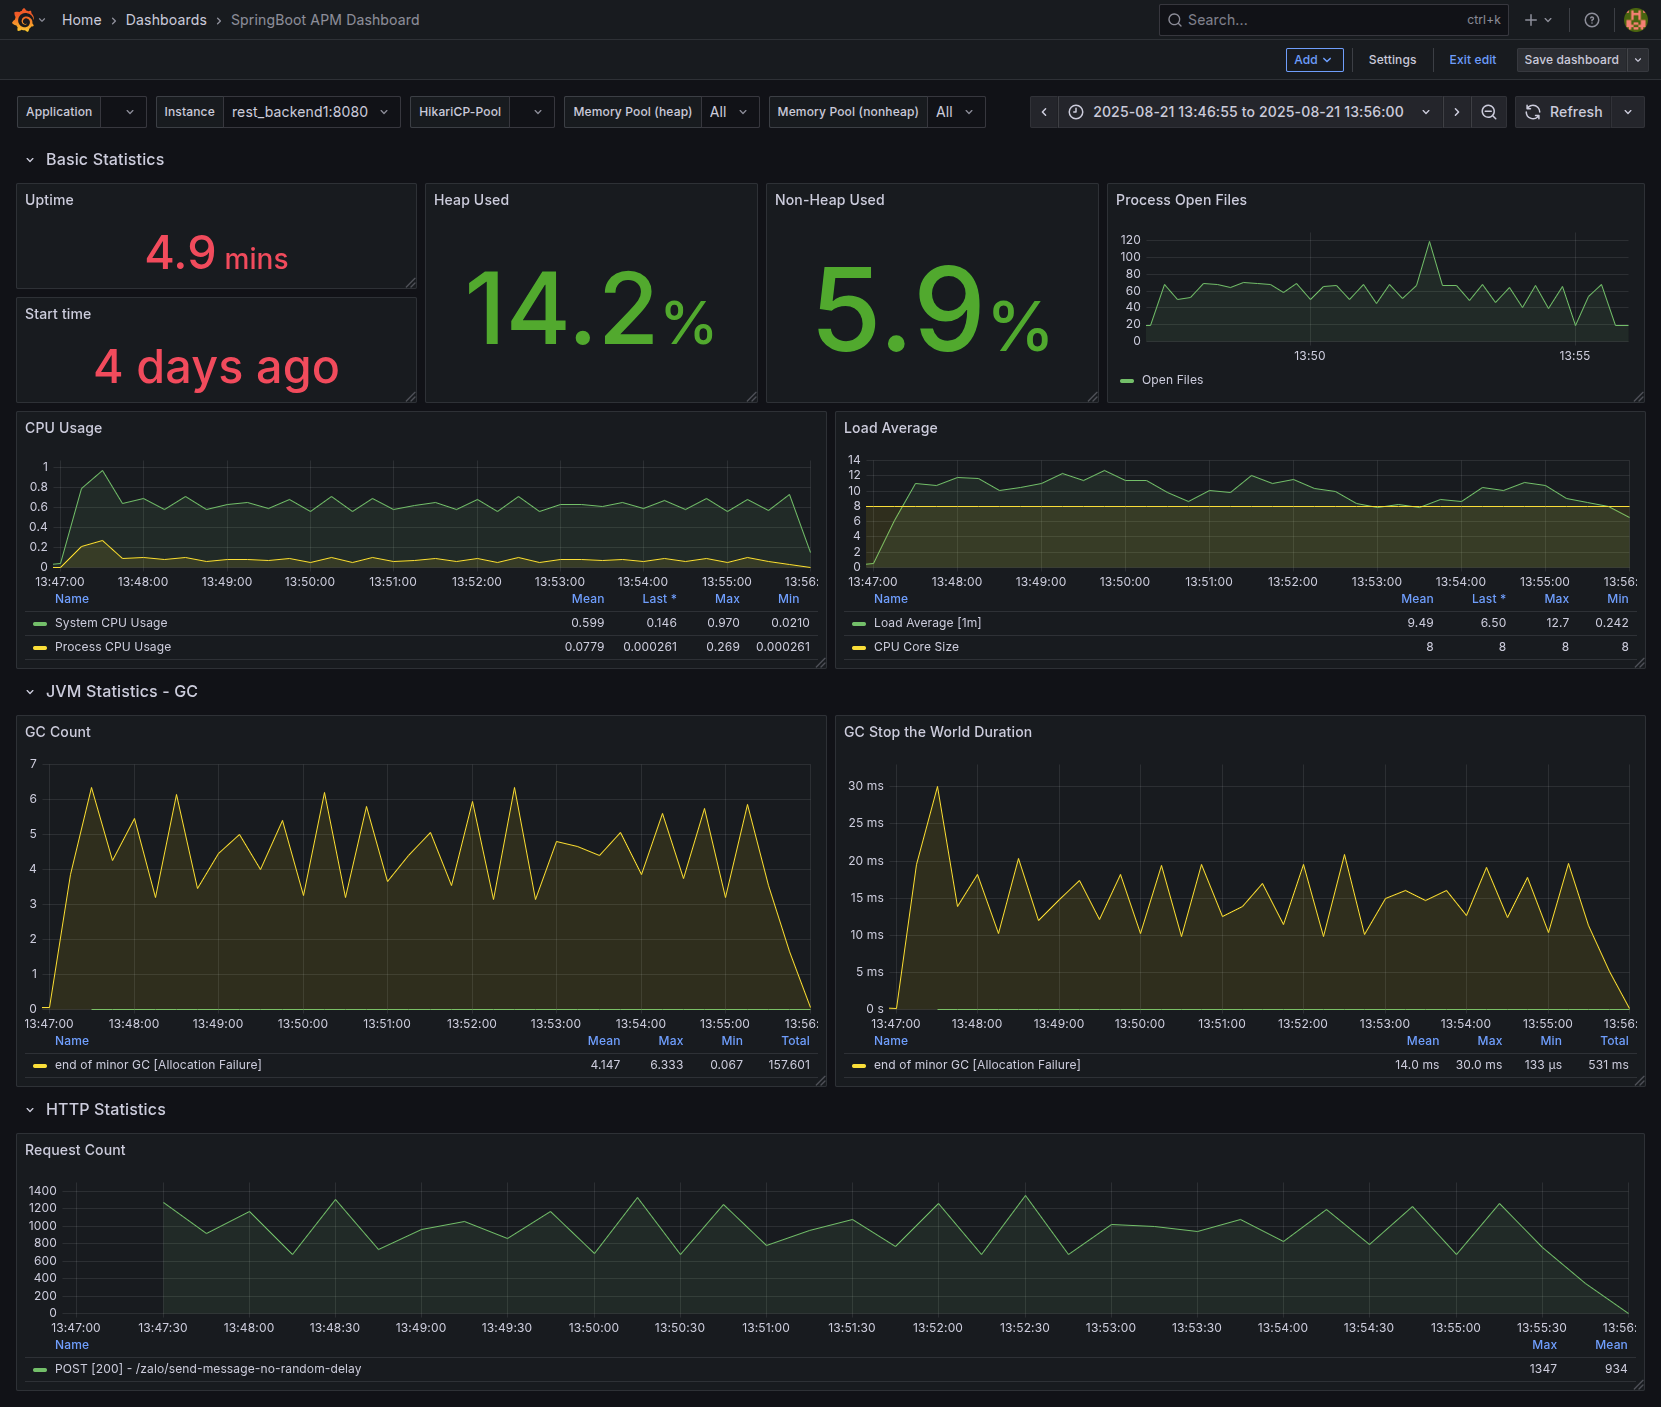 Home › Dashboards › SpringBoot APM Dashboard
Search... ctrl+k
Add Settings Exit edit Save dashboard
Application Instance rest_backend1:8080 HikariCP-Pool Memory Pool (heap) All Memory Pool (nonheap) All 2025-08-21 13:46:55 to 2025-08-21 13:56:00 Refresh
Basic Statistics
Uptime
4.9 mins
Start time
4 days ago
Heap Used
14.2%
Non-Heap Used
5.9%
Process Open Files
120
100
80
60
40
20
0
13:50 13:55
Open Files
CPU Usage
1
0.8
0.6
0.4
0.2
0
13:47:00 13:48:00 13:49:00 13:50:00 13:51:00 13:52:00 13:53:00 13:54:00 13:55:00 13:56:
Name Mean Last * Max Min
System CPU Usage 0.599 0.146 0.970 0.0210
Process CPU Usage 0.0779 0.000261 0.269 0.000261
Load Average
14
12
10
8
6
4
2
0
13:47:00 13:48:00 13:49:00 13:50:00 13:51:00 13:52:00 13:53:00 13:54:00 13:55:00 13:56:
Name Mean Last * Max Min
Load Average [1m] 9.49 6.50 12.7 0.242
CPU Core Size 8 8 8 8
JVM Statistics - GC
GC Count
7
6
5
4
3
2
1
0
13:47:00 13:48:00 13:49:00 13:50:00 13:51:00 13:52:00 13:53:00 13:54:00 13:55:00 13:56:
Name Mean Max Min Total
end of minor GC [Allocation Failure] 4.147 6.333 0.067 157.601
GC Stop the World Duration
30 ms
25 ms
20 ms
15 ms
10 ms
5 ms
0 s
13:47:00 13:48:00 13:49:00 13:50:00 13:51:00 13:52:00 13:53:00 13:54:00 13:55:00 13:56:
Name Mean Max Min Total
end of minor GC [Allocation Failure] 14.0 ms 30.0 ms 133 µs 531 ms
HTTP Statistics
Request Count
1400
1200
1000
800
600
400
200
0
13:47:00 13:47:30 13:48:00 13:48:30 13:49:00 13:49:30 13:50:00 13:50:30 13:51:00 13:51:30 13:52:00 13:52:30 13:53:00 13:53:30 13:54:00 13:54:30 13:55:00 13:55:30 13:56:
Name Max Mean
POST [200] - /zalo/send-message-no-random-delay 1347 934